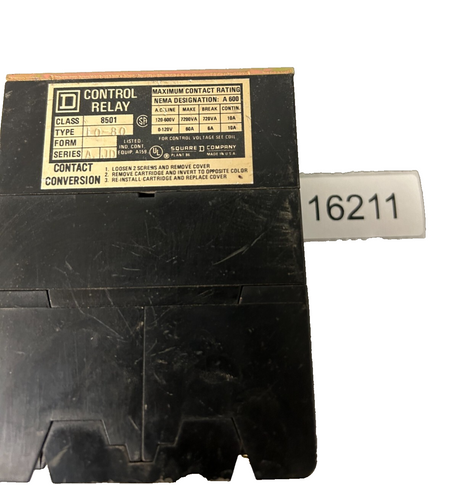 D CONTROL
RELAY
CLASS 8501
TYPE
FORM
SERIES A
LISTED
IND. CONT.
EQUIP. A159
SA
UL
MAXIMUM CONTACT RATING
NEMA DESIGNATION: A 600
A.C. LINE MAKE BREAK CONTIN.
120-600V 7200VA 720VA 10A
0-120V 60A 6A 10A
FOR CONTROL VOLTAGE SEE COIL
SQUARE D COMPANY
MADE IN U.S.A.
CONTACT
CONVERSION
1. LOOSEN 2 SCREWS AND REMOVE COVER
2. REMOVE CARTRIDGE AND INVERT TO OPPOSITE COLOR
3. RE-INSTALL CARTRIDGE AND REPLACE COVER
16211